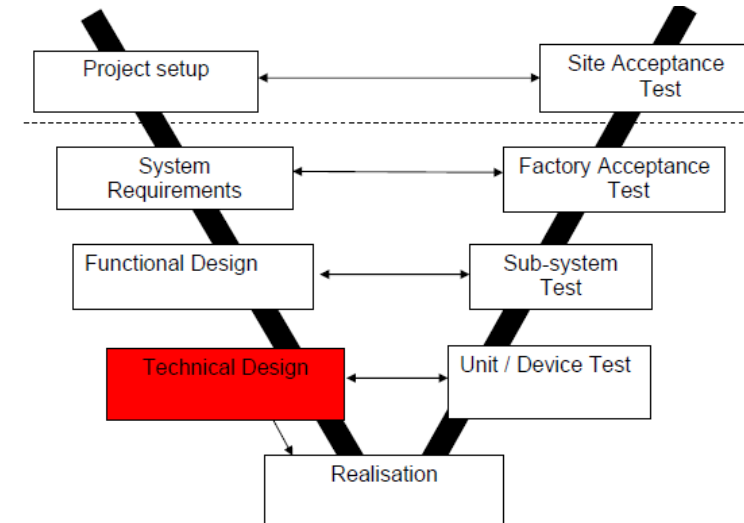 Project setup
Site Acceptance
Test
System
Requirements
Factory Acceptance
Test
Functional Design
Sub-system
Test
Technical Design
Unit / Device Test
Realisation